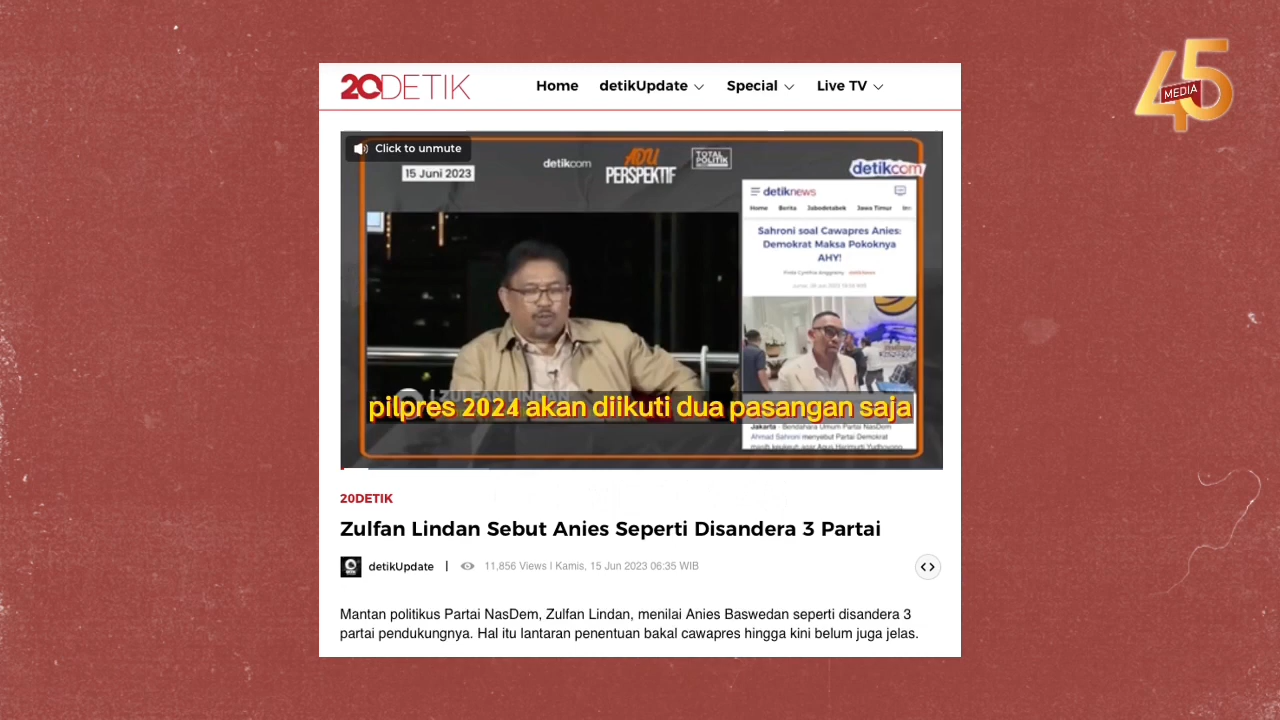 45
MEDIA
20DETIK
Home detikUpdate Special Live TV
Click to unmute
15 Juni 2023
detikcom
ADU
PERSPEKTIF
TOTAL
POLITIK
detikcom
detiknews
Home Berita Jabodetabek Jawa Timur
Sahroni soal Cawapres Anies:
Demokrat Maksa Pokoknya
AHY!
ZULFAN LINDAN
pilpres 2024 akan diikuti dua pasangan saja
Jakarta - Bendahara Umum Partai NasDem
Ahmad Sahroni menyebut Partai Demokrat
20DETIK
Zulfan Lindan Sebut Anies Seperti Disandera 3 Partai
detikUpdate | 11,856 Views | Kamis, 15 Jun 2023 06:35 WIB
Mantan politikus Partai NasDem, Zulfan Lindan, menilai Anies Baswedan seperti disandera 3
partai pendukungnya. Hal itu lantaran penentuan bakal cawapres hingga kini belum juga jelas.